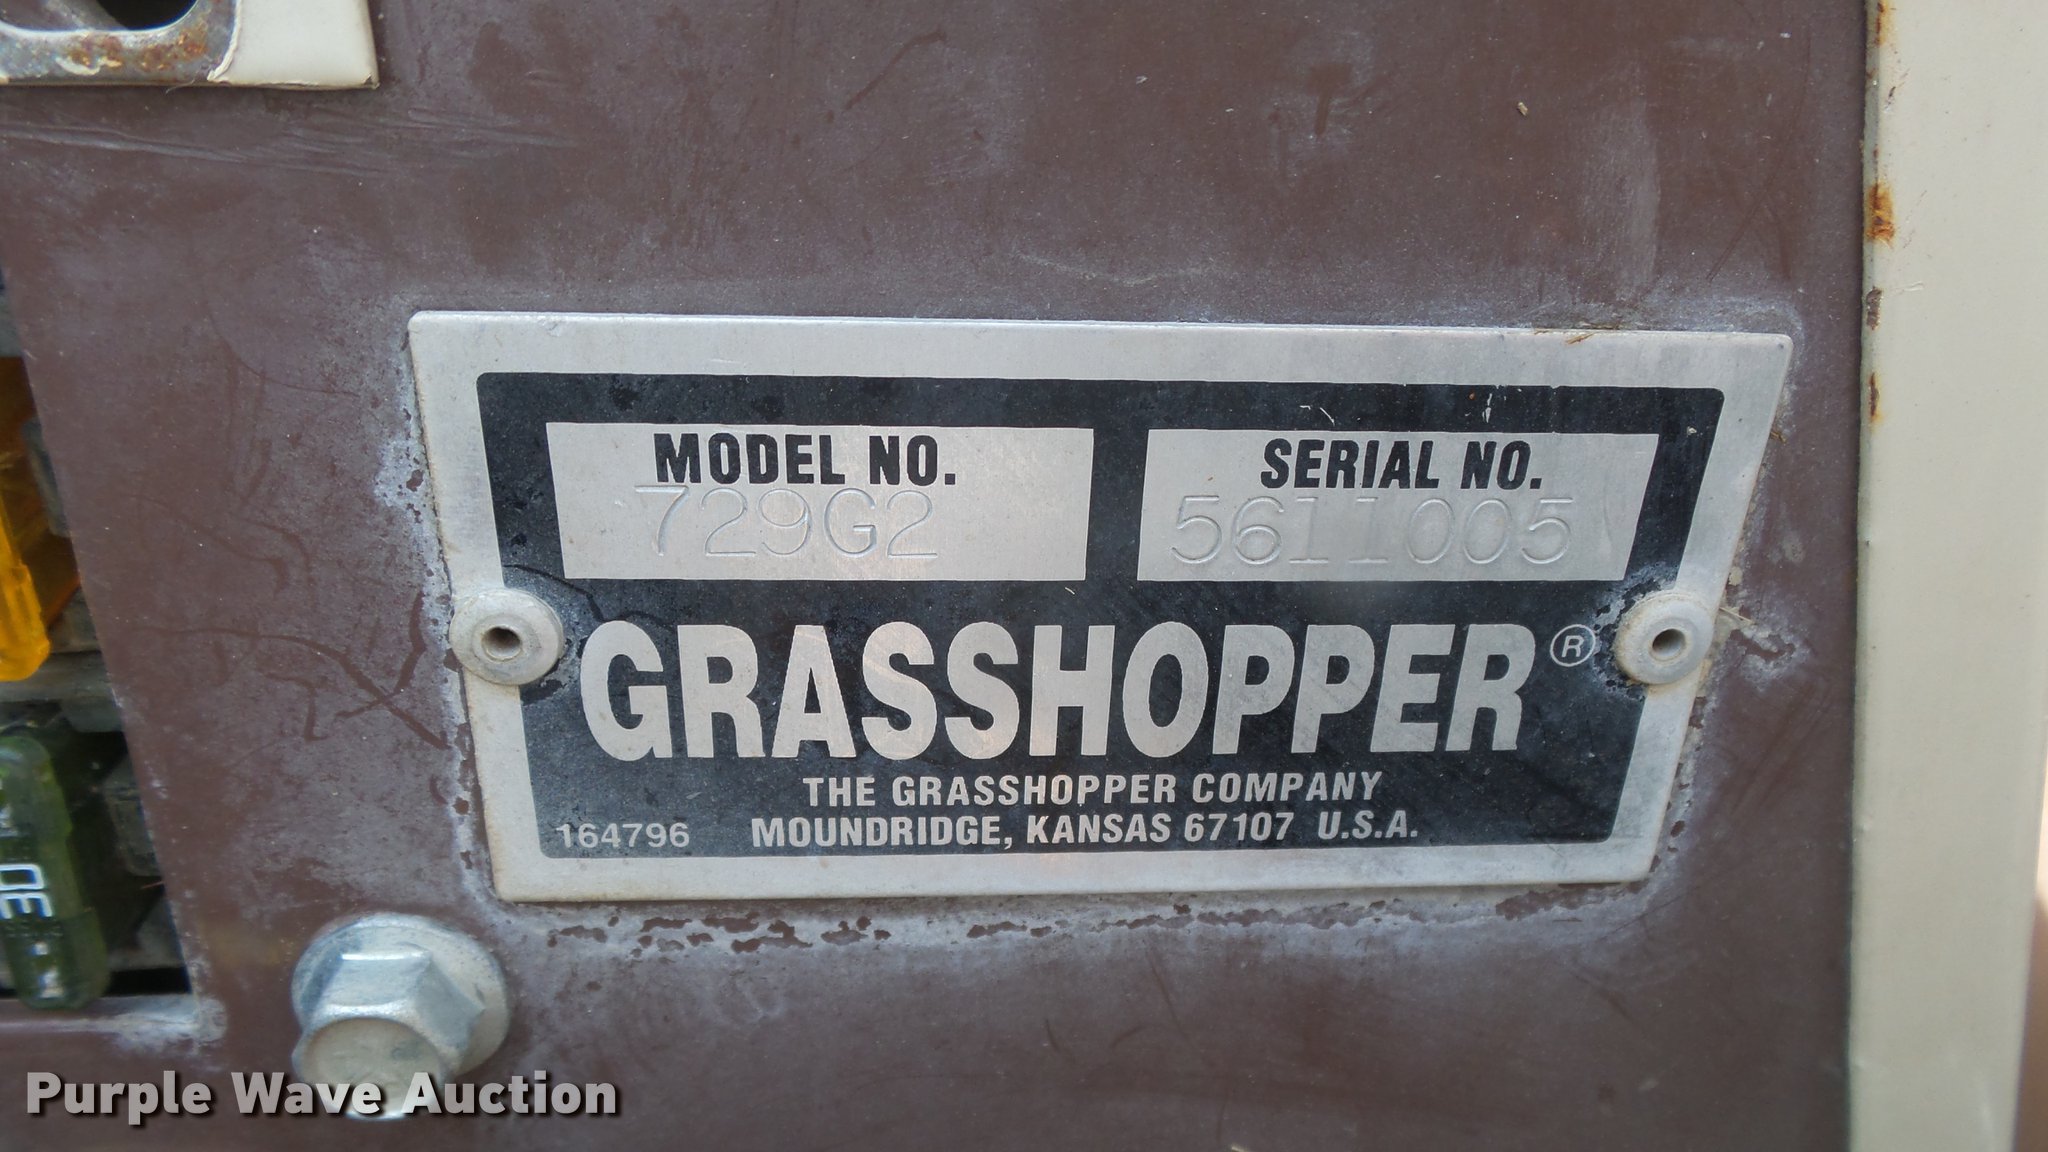 MODEL NO.
729G2
SERIAL NO.
5611005
GRASSHOPPER®
THE GRASSHOPPER COMPANY
164796 MOUNDRIDGE, KANSAS 67107 U.S.A.
Purple Wave Auction